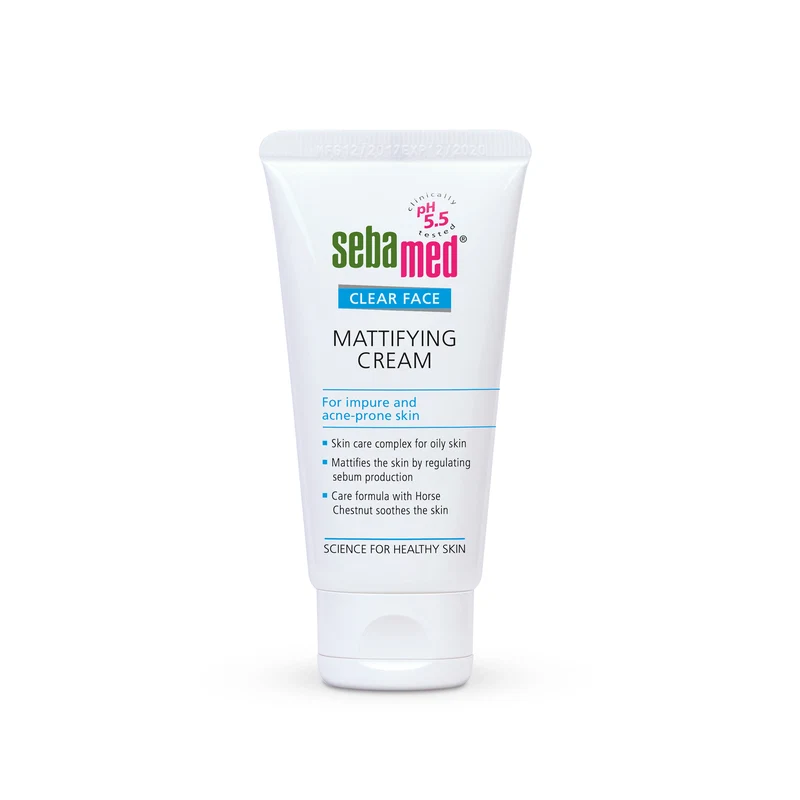 clinically
pH
5.5
tested
sebamed®
CLEAR FACE
MATTIFYING
CREAM
For impure and
acne-prone skin
▪ Skin care complex for oily skin
▪ Mattifies the skin by regulating
sebum production
▪ Care formula with Horse
Chestnut soothes the skin
SCIENCE FOR HEALTHY SKIN